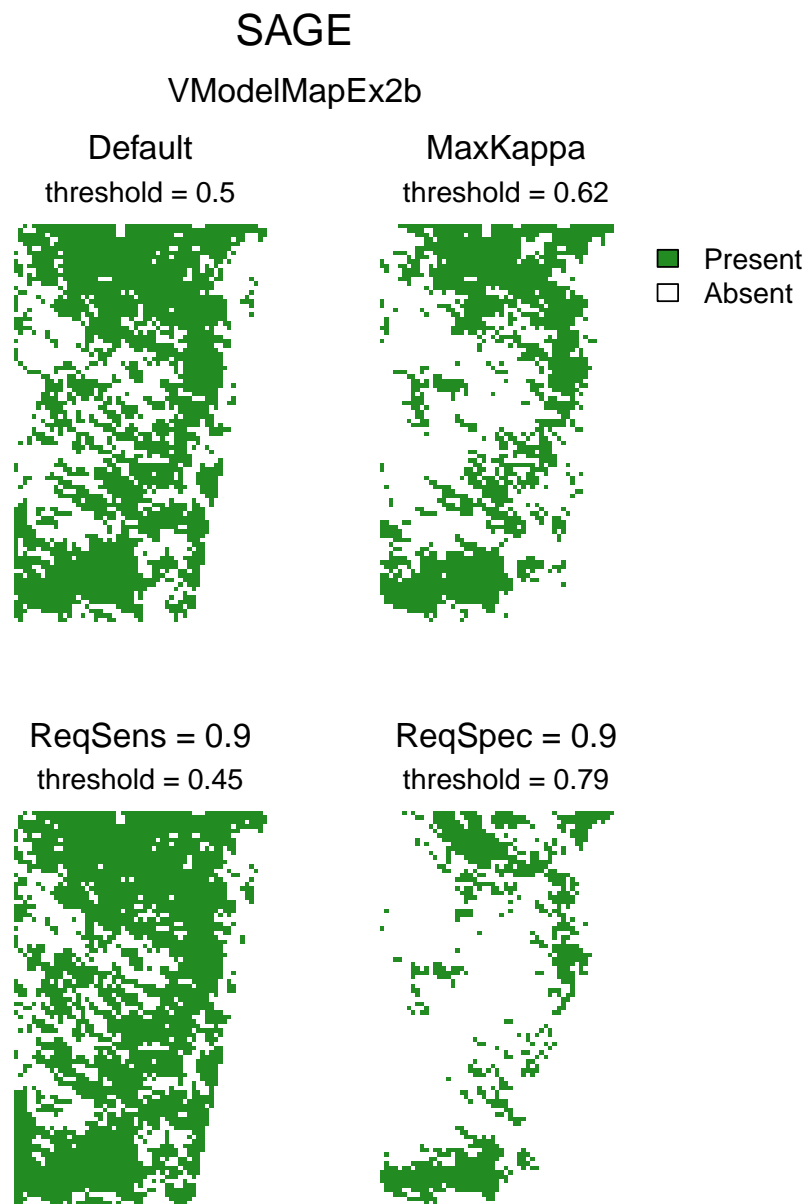 SAGE
VModelMapEx2b
Default
threshold = 0.5
MaxKappa
threshold = 0.62
Present
Absent
ReqSens = 0.9
threshold = 0.45
ReqSpec = 0.9
threshold = 0.79